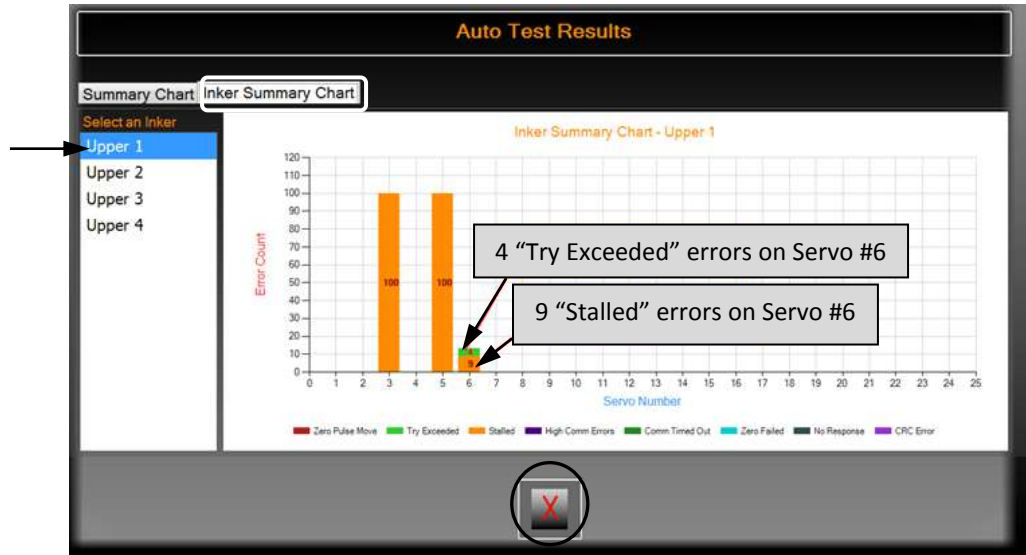 Auto Test Results
Summary Chart Inker Summary Chart
Select an Inker
Upper 1
Upper 2
Upper 3
Upper 4
Inker Summary Chart - Upper 1
Error Count
120
110
100
90
80
70
60
50
40
30
20
10
0
100 100 4
9
4 “Try Exceeded” errors on Servo #6
9 “Stalled” errors on Servo #6
0 1 2 3 4 5 6 7 8 9 10 11 12 13 14 15 16 17 18 19 20 21 22 23 24 25
Servo Number
Zero Pulse Move Try Exceeded Stalled High Comm Errors Comm Timed Out Zero Failed No Response CRC Error
X